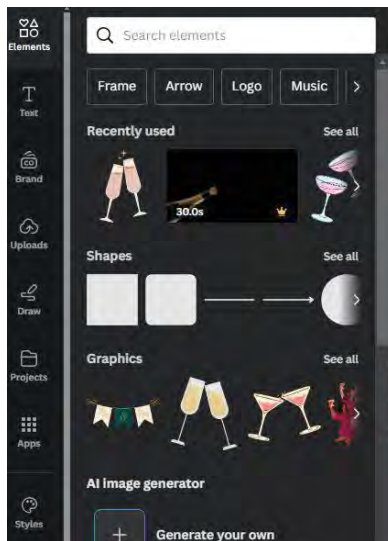 Elements
Text
Brand
Uploads
Draw
Projects
Apps
Styles
Search elements
Frame Arrow Logo Music
Recently used See all
30.0s
Shapes See all
Graphics See all
AI image generator
Generate your own